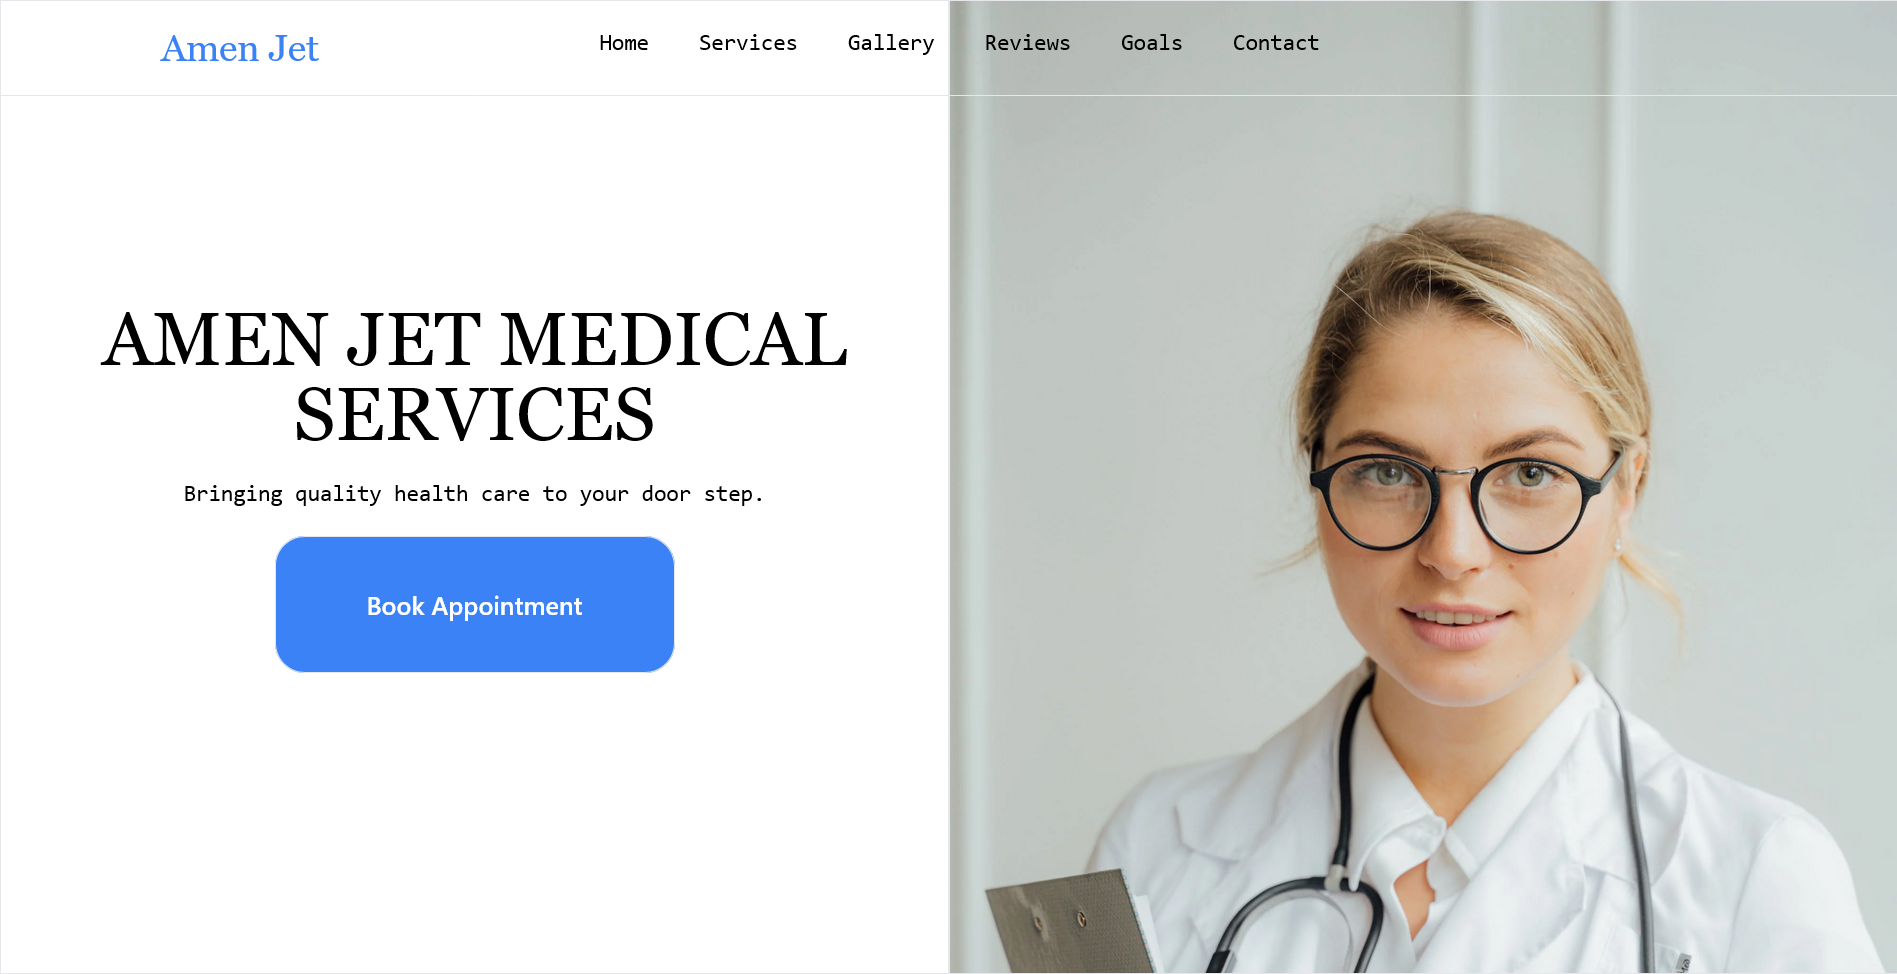 Amen Jet
Home Services Gallery Reviews Goals Contact
AMEN JET MEDICAL
SERVICES
Bringing quality health care to your door step.
Book Appointment